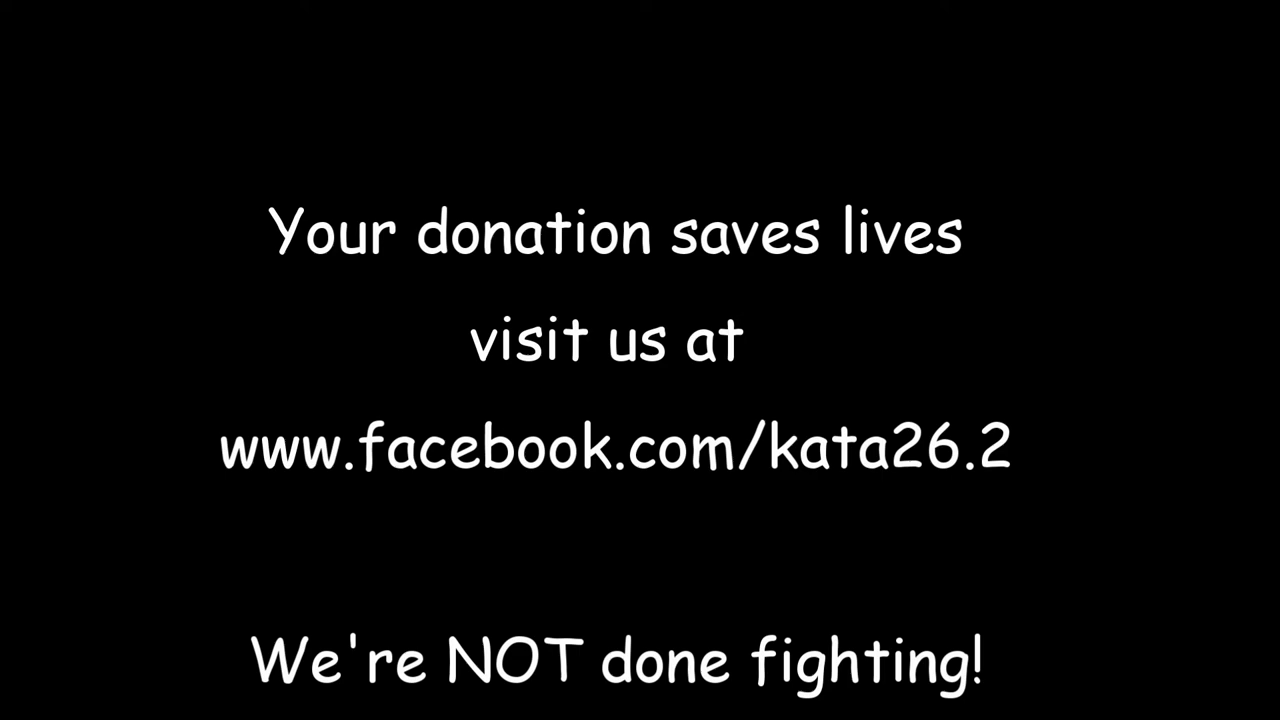 Your donation saves lives
visit us at
www.facebook.com/kata26.2
We're NOT done fighting!